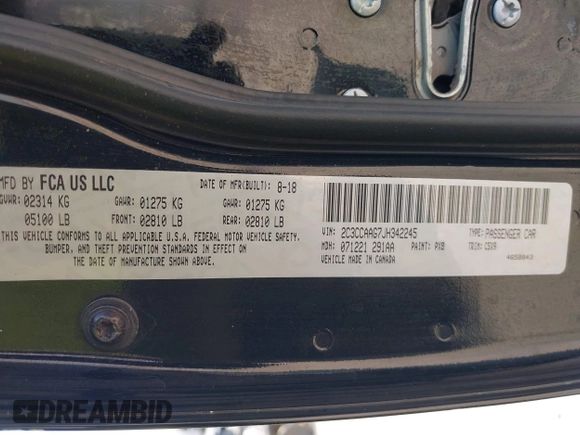 MFD BY FCA US LLC
DATE OF MFR(BUILT): 8-18
GVWR: 02314 KG GAWR: 01275 KG GAWR: 01275 KG
05100 LB FRONT: 02810 LB REAR: 02810 LB
THIS VEHICLE CONFORMS TO ALL APPLICABLE U.S.A. FEDERAL MOTOR VEHICLE SAFETY,
BUMPER, AND THEFT PREVENTION STANDARDS IN EFFECT ON
THE DATE OF MANUFACTURE SHOWN ABOVE.
VIN: 2C3CCAAG7JH342245 TYPE: PASSENGER CAR
MDH: 071221 291AA PAINT: PX8 TRIM: C5X9
VEHICLE MADE IN CANADA
DREAMBID